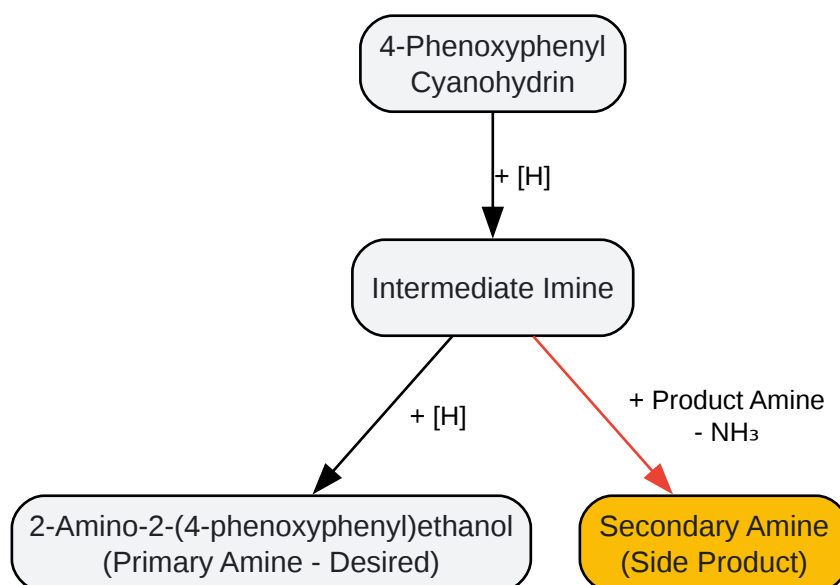 4-Phenoxyphenyl
Cyanohydrin
+ [H]
Intermediate Imine
+ [H]
+ Product Amine
- NH₃
2-Amino-2-(4-phenoxyphenyl)ethanol
(Primary Amine - Desired)
Secondary Amine
(Side Product)